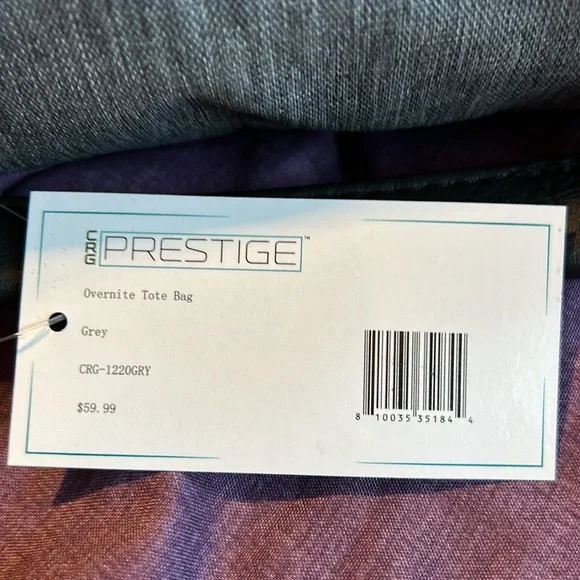 CRG PRESTIGE™
Overnite Tote Bag
Grey
CRG-1220GRY
$59.99
8 10035 35184 4